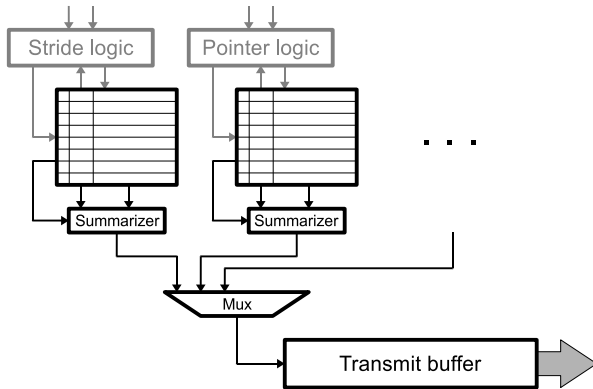 Stride logic
Pointer logic
. . .
Summarizer
Summarizer
Mux
Transmit buffer